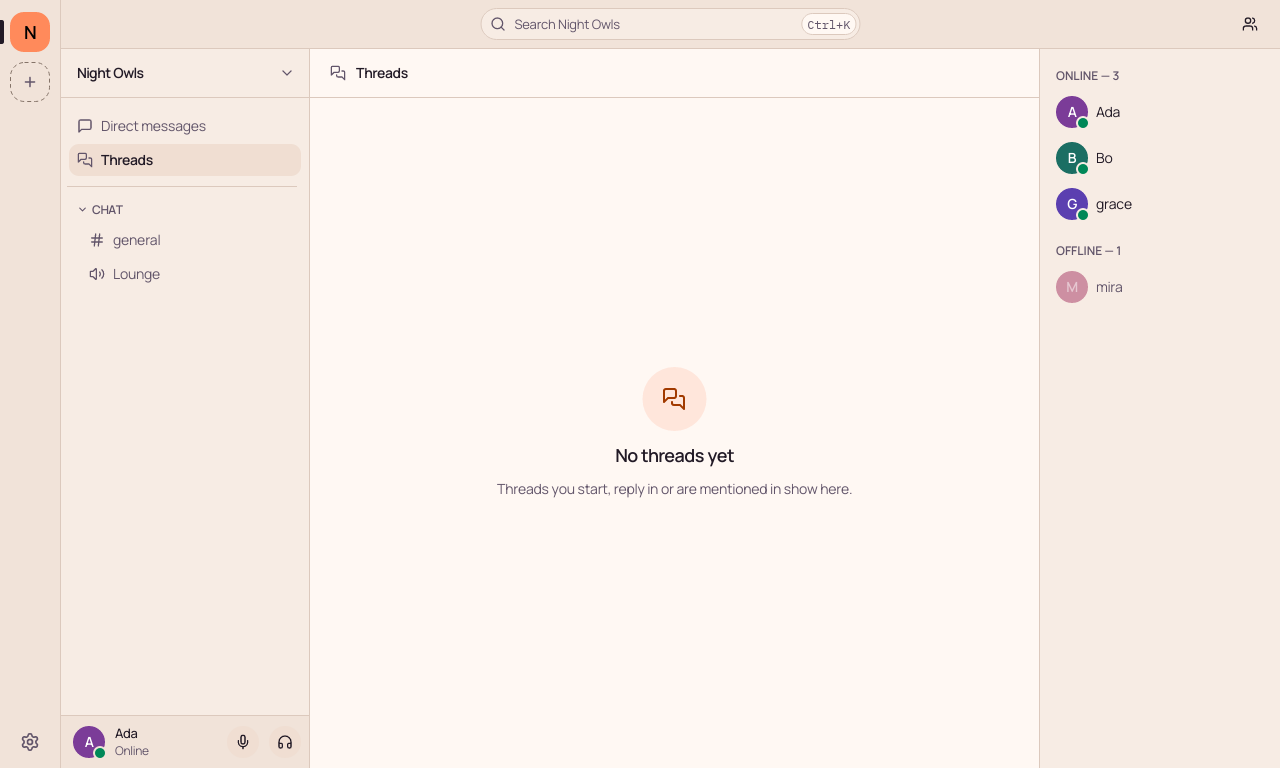 N
Search Night Owls
Ctrl+K
Night Owls
Direct messages
Threads
CHAT
general
Lounge
A
Ada
Online
Threads
No threads yet
Threads you start, reply in or are mentioned in show here.
ONLINE — 3
A
Ada
B
Bo
G
grace
OFFLINE — 1
M
mira